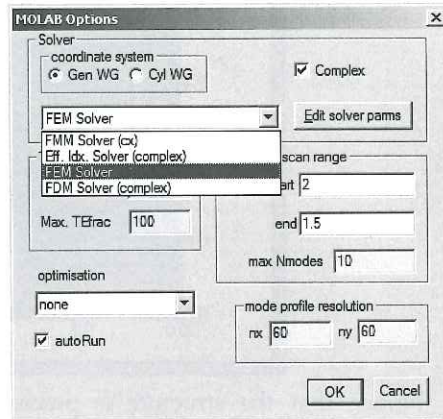 MOLAB Options
Solver
coordinate system
Gen WG Cyl WG
Complex
FEM Solver
Edit solver parms
FMM Solver (cx)
Eff. Idx. Solver (complex)
FEM Solver
FDM Solver (complex)
scan range
art 2
Max. TEfrac 100
end 1.5
max Nmodes 10
optimisation
none
mode profile resolution
nx 60 ny 60
autoRun
OK Cancel